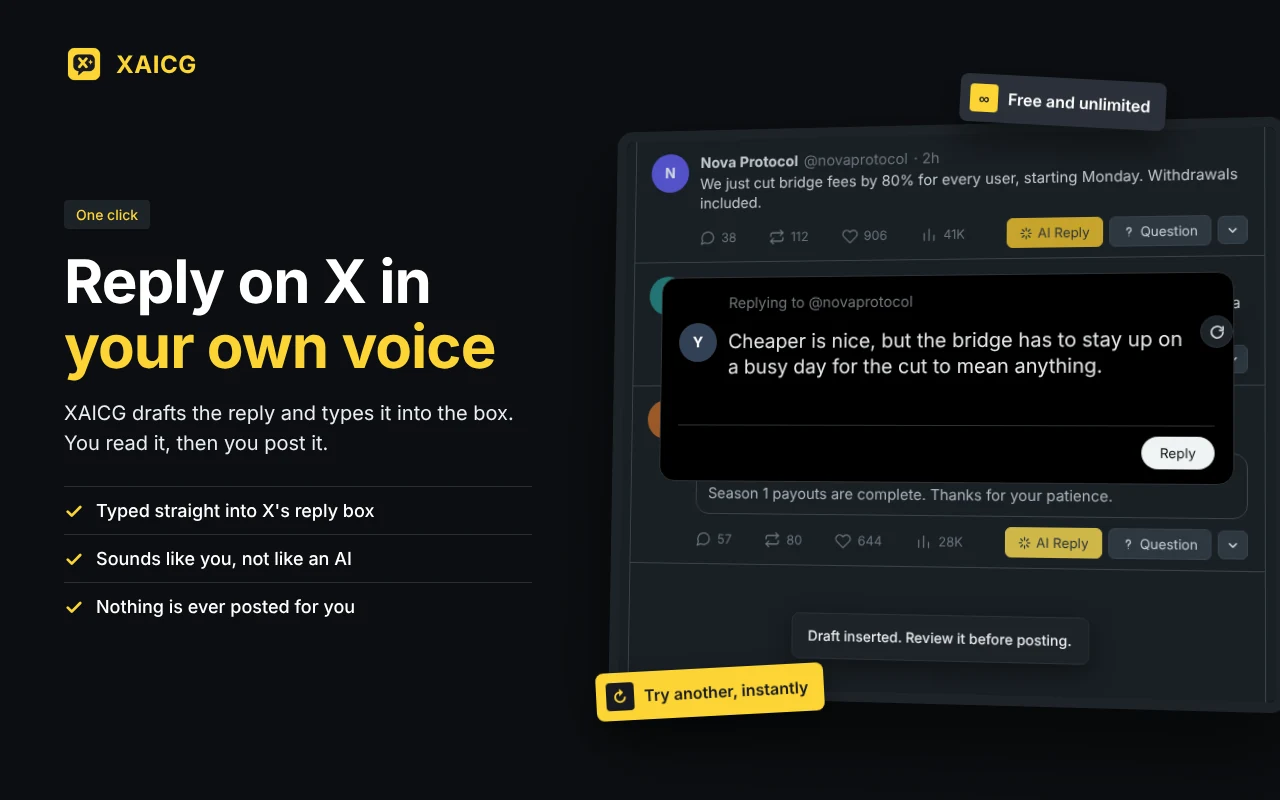 XAICG
One click
Reply on X in
your own voice
XAICG drafts the reply and types it into the box.
You read it, then you post it.
Typed straight into X's reply box
Sounds like you, not like an AI
Nothing is ever posted for you
∞ Free and unlimited
N
Nova Protocol @novaprotocol · 2h
We just cut bridge fees by 80% for every user, starting Monday. Withdrawals
included.
38 112 906 41K AI Reply ? Question
a
Replying to @novaprotocol
Y
Cheaper is nice, but the bridge has to stay up on
a busy day for the cut to mean anything.
Reply
Season 1 payouts are complete. Thanks for your patience.
57 80 644 28K AI Reply ? Question
Draft inserted. Review it before posting.
Try another, instantly